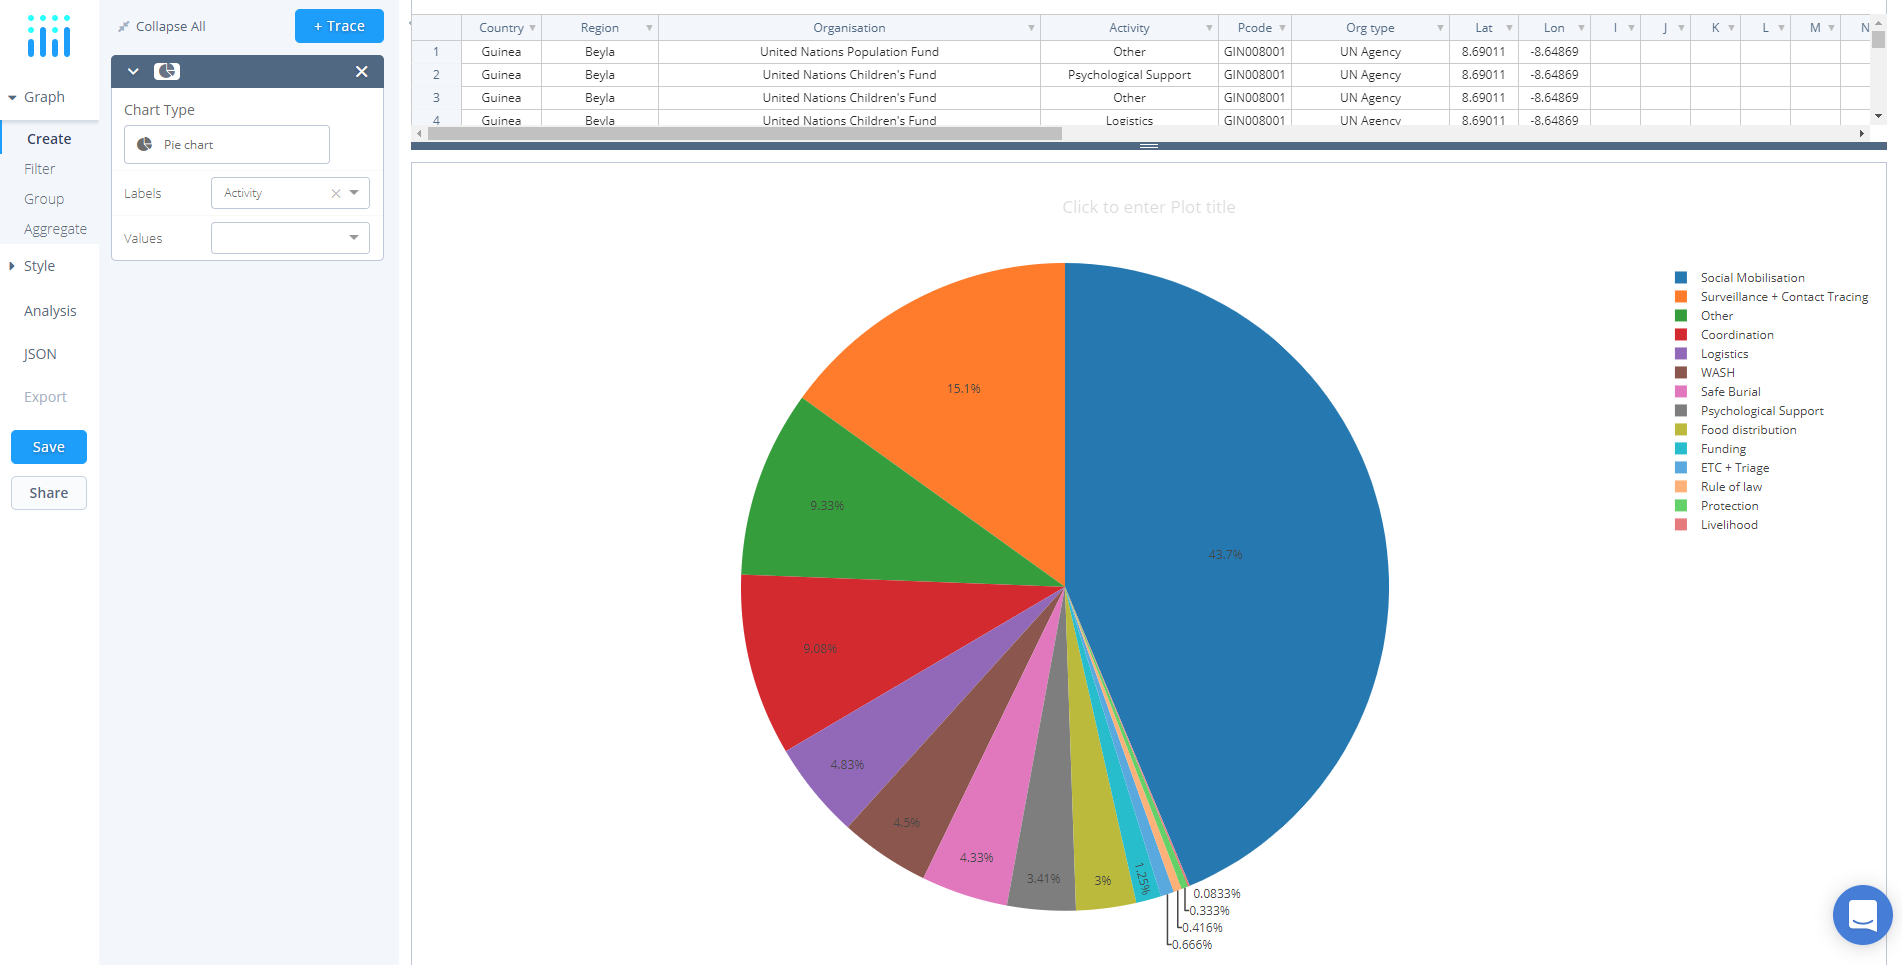 Collapse All
+ Trace
Graph
Create
Filter
Group
Aggregate
Style
Analysis
JSON
Export
Save
Share
Chart Type
Pie chart
Labels Activity
Values
Country Region Organisation Activity Pcode Org type Lat Lon I J K L M N
1 Guinea Beyla United Nations Population Fund Other GIN008001 UN Agency 8.69011 -8.64869
2 Guinea Beyla United Nations Children's Fund Psychological Support GIN008001 UN Agency 8.69011 -8.64869
3 Guinea Beyla United Nations Children's Fund Other GIN008001 UN Agency 8.69011 -8.64869
4 Guinea Beyla United Nations Children's Fund Logistics GIN008001 UN Agency 8.69011 -8.64869
Click to enter Plot title
43.7%
15.1%
9.33%
9.08%
4.83%
4.5%
4.33%
3.41%
3%
1.25%
0.0833%
0.333%
0.416%
0.666%
Social Mobilisation
Surveillance + Contact Tracing
Other
Coordination
Logistics
WASH
Safe Burial
Psychological Support
Food distribution
Funding
ETC + Triage
Rule of law
Protection
Livelihood